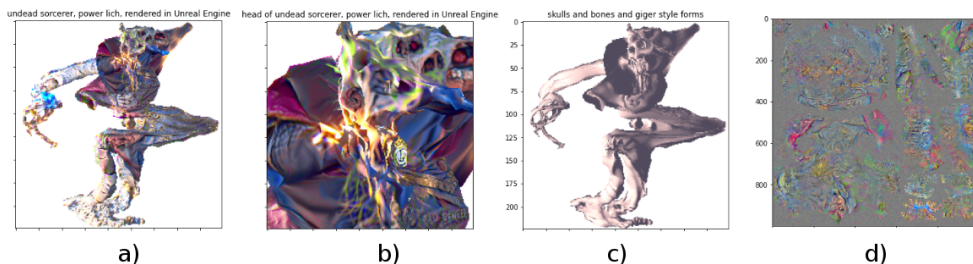 undead sorcerer, power lich, rendered in Unreal Engine
head of undead sorcerer, power lich, rendered in Unreal Engine
skulls and bones and giger style forms
0
25
50
75
100
125
150
175
200
0
200
400
600
800
a)
b)
c)
d)